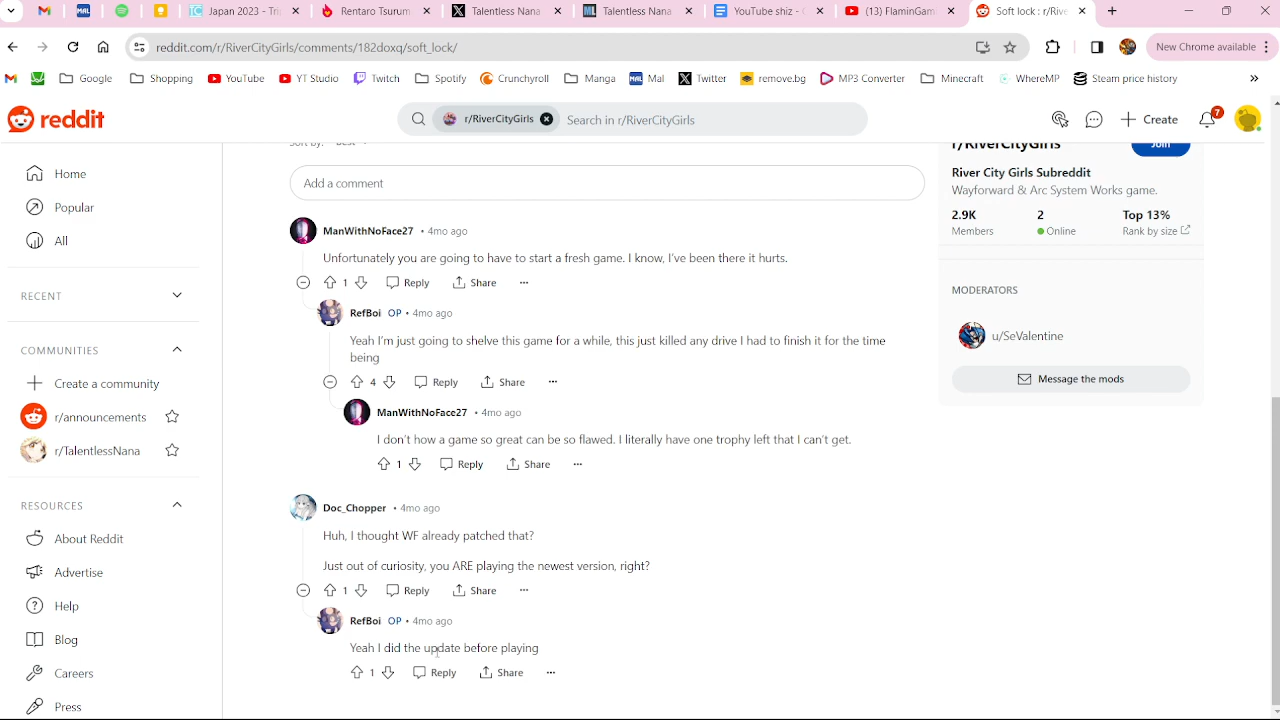 Japan 2023 - Tri
Rentaro Turum
Talentless Nana
Talentless Nana
YouTube Quiz - G
(13) FlaminGam
Soft lock : r/Rive
reddit.com/r/RiverCityGirls/comments/182doxy/soft_lock/
New Chrome available
Google
Shopping
YouTube
YT Studio
Twitch
Spotify
Crunchyroll
Manga
Mal
Twitter
remove.bg
MP3 Converter
Minecraft
WhereMP
Steam price history
reddit
r/RiverCityGirls
Search in r/RiverCityGirls
Create
7
Home
Popular
All
RECENT
COMMUNITIES
Create a community
r/announcements
r/TalentlessNana
RESOURCES
About Reddit
Advertise
Help
Blog
Careers
Press
Sort by: Best
Add a comment
ManWithNoFace27 • 4mo ago
Unfortunately you are going to have to start a fresh game. I know, I've been there it hurts.
1 Reply Share ...
RefBoi OP • 4mo ago
Yeah I'm just going to shelve this game for a while, this just killed any drive I had to finish it for the time
being
4 Reply Share ...
ManWithNoFace27 • 4mo ago
I don't how a game so great can be so flawed. I literally have one trophy left that I can't get.
1 Reply Share ...
Doc_Chopper • 4mo ago
Huh, I thought WF already patched that?
Just out of curiosity, you ARE playing the newest version, right?
1 Reply Share ...
RefBoi OP • 4mo ago
Yeah I did the update before playing
1 Reply Share ...
r/RiverCityGirls
Join
River City Girls Subreddit
Wayforward & Arc System Works game.
2.9K 2 Top 13%
Members Online Rank by size
MODERATORS
u/SeValentine
Message the mods